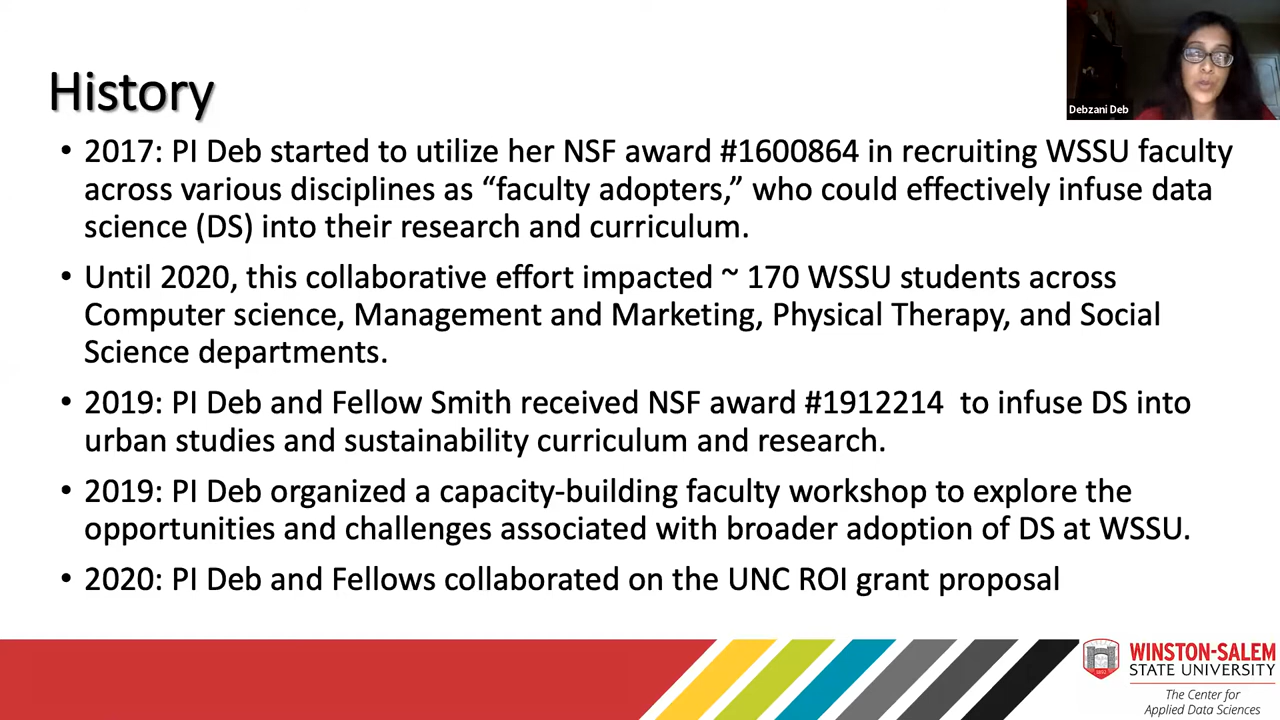 Debzani Deb
History
• 2017: PI Deb started to utilize her NSF award #1600864 in recruiting WSSU faculty
across various disciplines as “faculty adopters,” who could effectively infuse data
science (DS) into their research and curriculum.
• Until 2020, this collaborative effort impacted ~ 170 WSSU students across
Computer science, Management and Marketing, Physical Therapy, and Social
Science departments.
• 2019: PI Deb and Fellow Smith received NSF award #1912214  to infuse DS into
urban studies and sustainability curriculum and research.
• 2019: PI Deb organized a capacity-building faculty workshop to explore the
opportunities and challenges associated with broader adoption of DS at WSSU.
• 2020: PI Deb and Fellows collaborated on the UNC ROI grant proposal
WINSTON-SALEM
STATE UNIVERSITY
The Center for
Applied Data Sciences